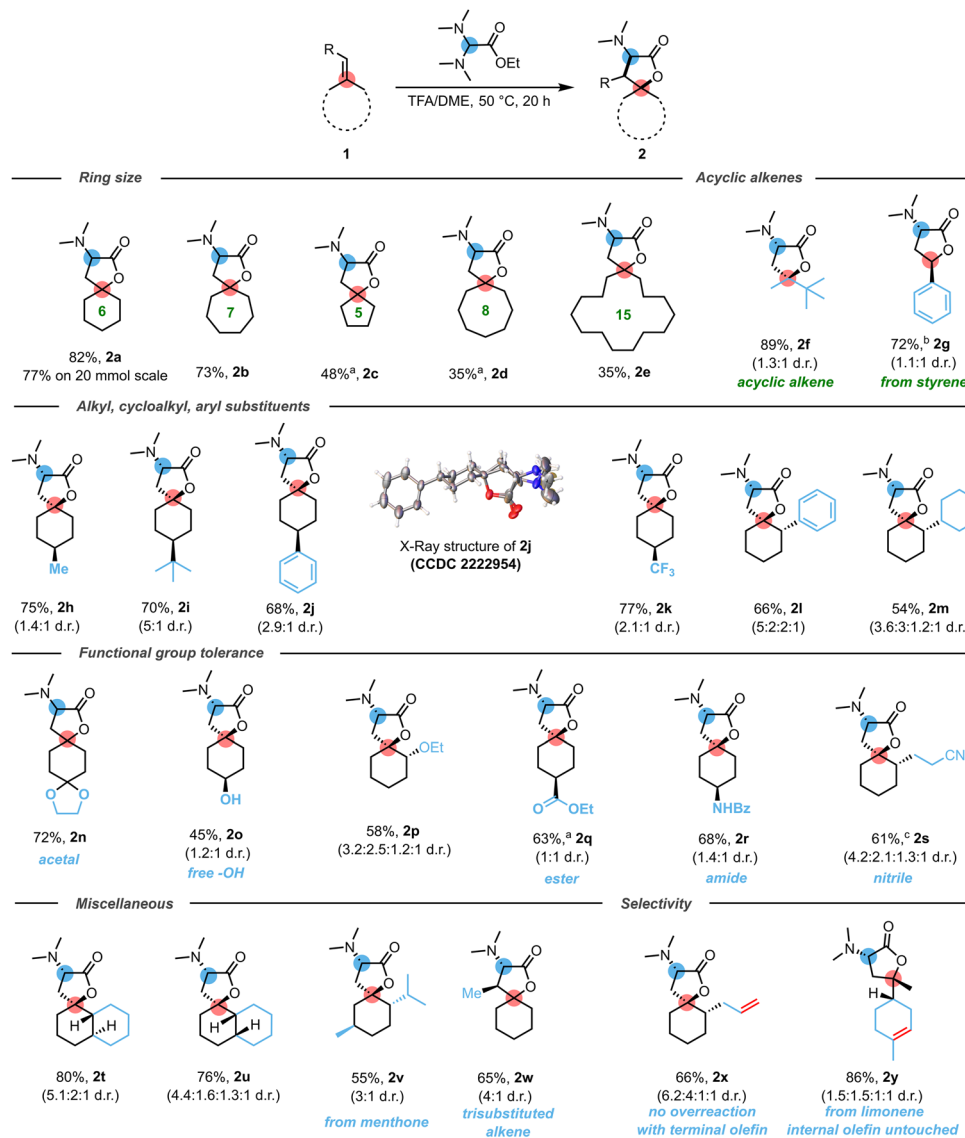 N
N
O
O
R
OEt
N
N
O
R
O
TFA/DME, 50 °C, 20 h
1
2
Ring size
Acyclic alkenes
N
O
O
6
N
O
O
7
N
O
O
5
N
O
O
8
N
O
O
15
N
O
O
N
O
O
82%, 2a
77% on 20 mmol scale
73%, 2b
48%ᵃ, 2c
35%ᵃ, 2d
35%, 2e
89%, 2f
(1.3:1 d.r.)
acyclic alkene
72%,ᵇ 2g
(1.1:1 d.r.)
from styrene
Alkyl, cycloalkyl, aryl substituents
N
O
O
Me
N
O
O
N
O
O
N
O
O
CF₃
N
O
O
N
O
O
X-Ray structure of 2j
(CCDC 2222954)
75%, 2h
(1.4:1 d.r.)
70%, 2i
(5:1 d.r.)
68%, 2j
(2.9:1 d.r.)
77%, 2k
(2.1:1 d.r.)
66%, 2l
(5:2:2:1)
54%, 2m
(3.6:3:1.2:1 d.r.)
Functional group tolerance
N
O
O
O
O
N
O
O
OH
N
O
O
OEt
N
O
O
O
OEt
N
O
O
NHBz
N
O
O
CN
72%, 2n
acetal
45%, 2o
(1.2:1 d.r.)
free -OH
58%, 2p
(3.2:2.5:1.2:1 d.r.)
63%,ᵃ 2q
(1:1 d.r.)
ester
68%, 2r
(1.4:1 d.r.)
amide
61%,ᶜ 2s
(4.2:2.1:1.3:1 d.r.)
nitrile
Miscellaneous
Selectivity
N
O
O
H
H
N
O
O
H
H
N
O
O
N
O
O
Me
N
O
O
N
O
O
H
80%, 2t
(5.1:2:1 d.r.)
76%, 2u
(4.4:1.6:1.3:1 d.r.)
55%, 2v
(3:1 d.r.)
from menthone
65%, 2w
(4:1 d.r.)
trisubstituted
alkene
66%, 2x
(6.2:4:1:1 d.r.)
no overreaction
with terminal olefin
86%, 2y
(1.5:1.5:1:1 d.r.)
from limonene
internal olefin untouched